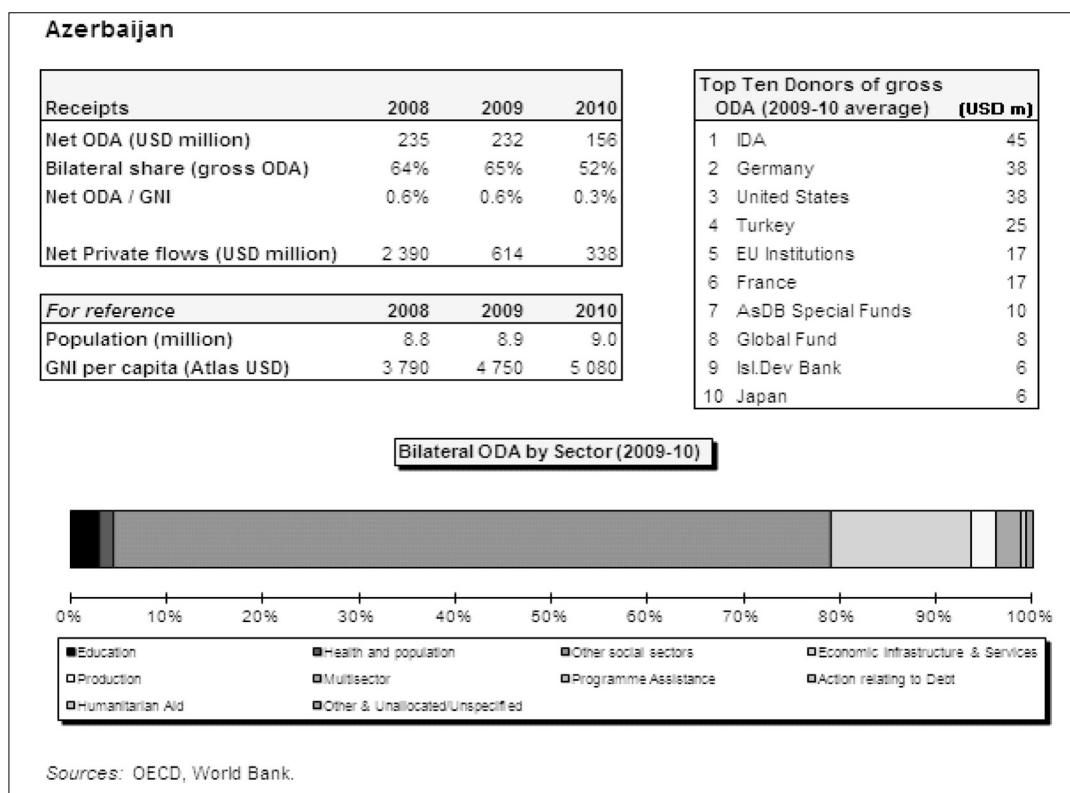 Azerbaijan
Receipts 2008 2009 2010
Net ODA (USD million) 235 232 156
Bilateral share (gross ODA) 64% 65% 52%
Net ODA / GNI 0.6% 0.6% 0.3%
Net Private flows (USD million) 2 390 614 338
For reference 2008 2009 2010
Population (million) 8.8 8.9 9.0
GNI per capita (Atlas USD) 3 790 4 750 5 080
Top Ten Donors of gross
ODA (2009-10 average) (USD m)
1 IDA 45
2 Germany 38
3 United States 38
4 Turkey 25
5 EU Institutions 17
6 France 17
7 AsDB Special Funds 10
8 Global Fund 8
9 Isl.Dev Bank 6
10 Japan 6
Bilateral ODA by Sector (2009-10)
0% 10% 20% 30% 40% 50% 60% 70% 80% 90% 100%
Education Health and population Other social sectors Economic Infrastructure & Services
Production Multisector Programme Assistance Action relating to Debt
Humanitarian Aid Other & Unallocated/Unspecified
Sources: OECD, World Bank.